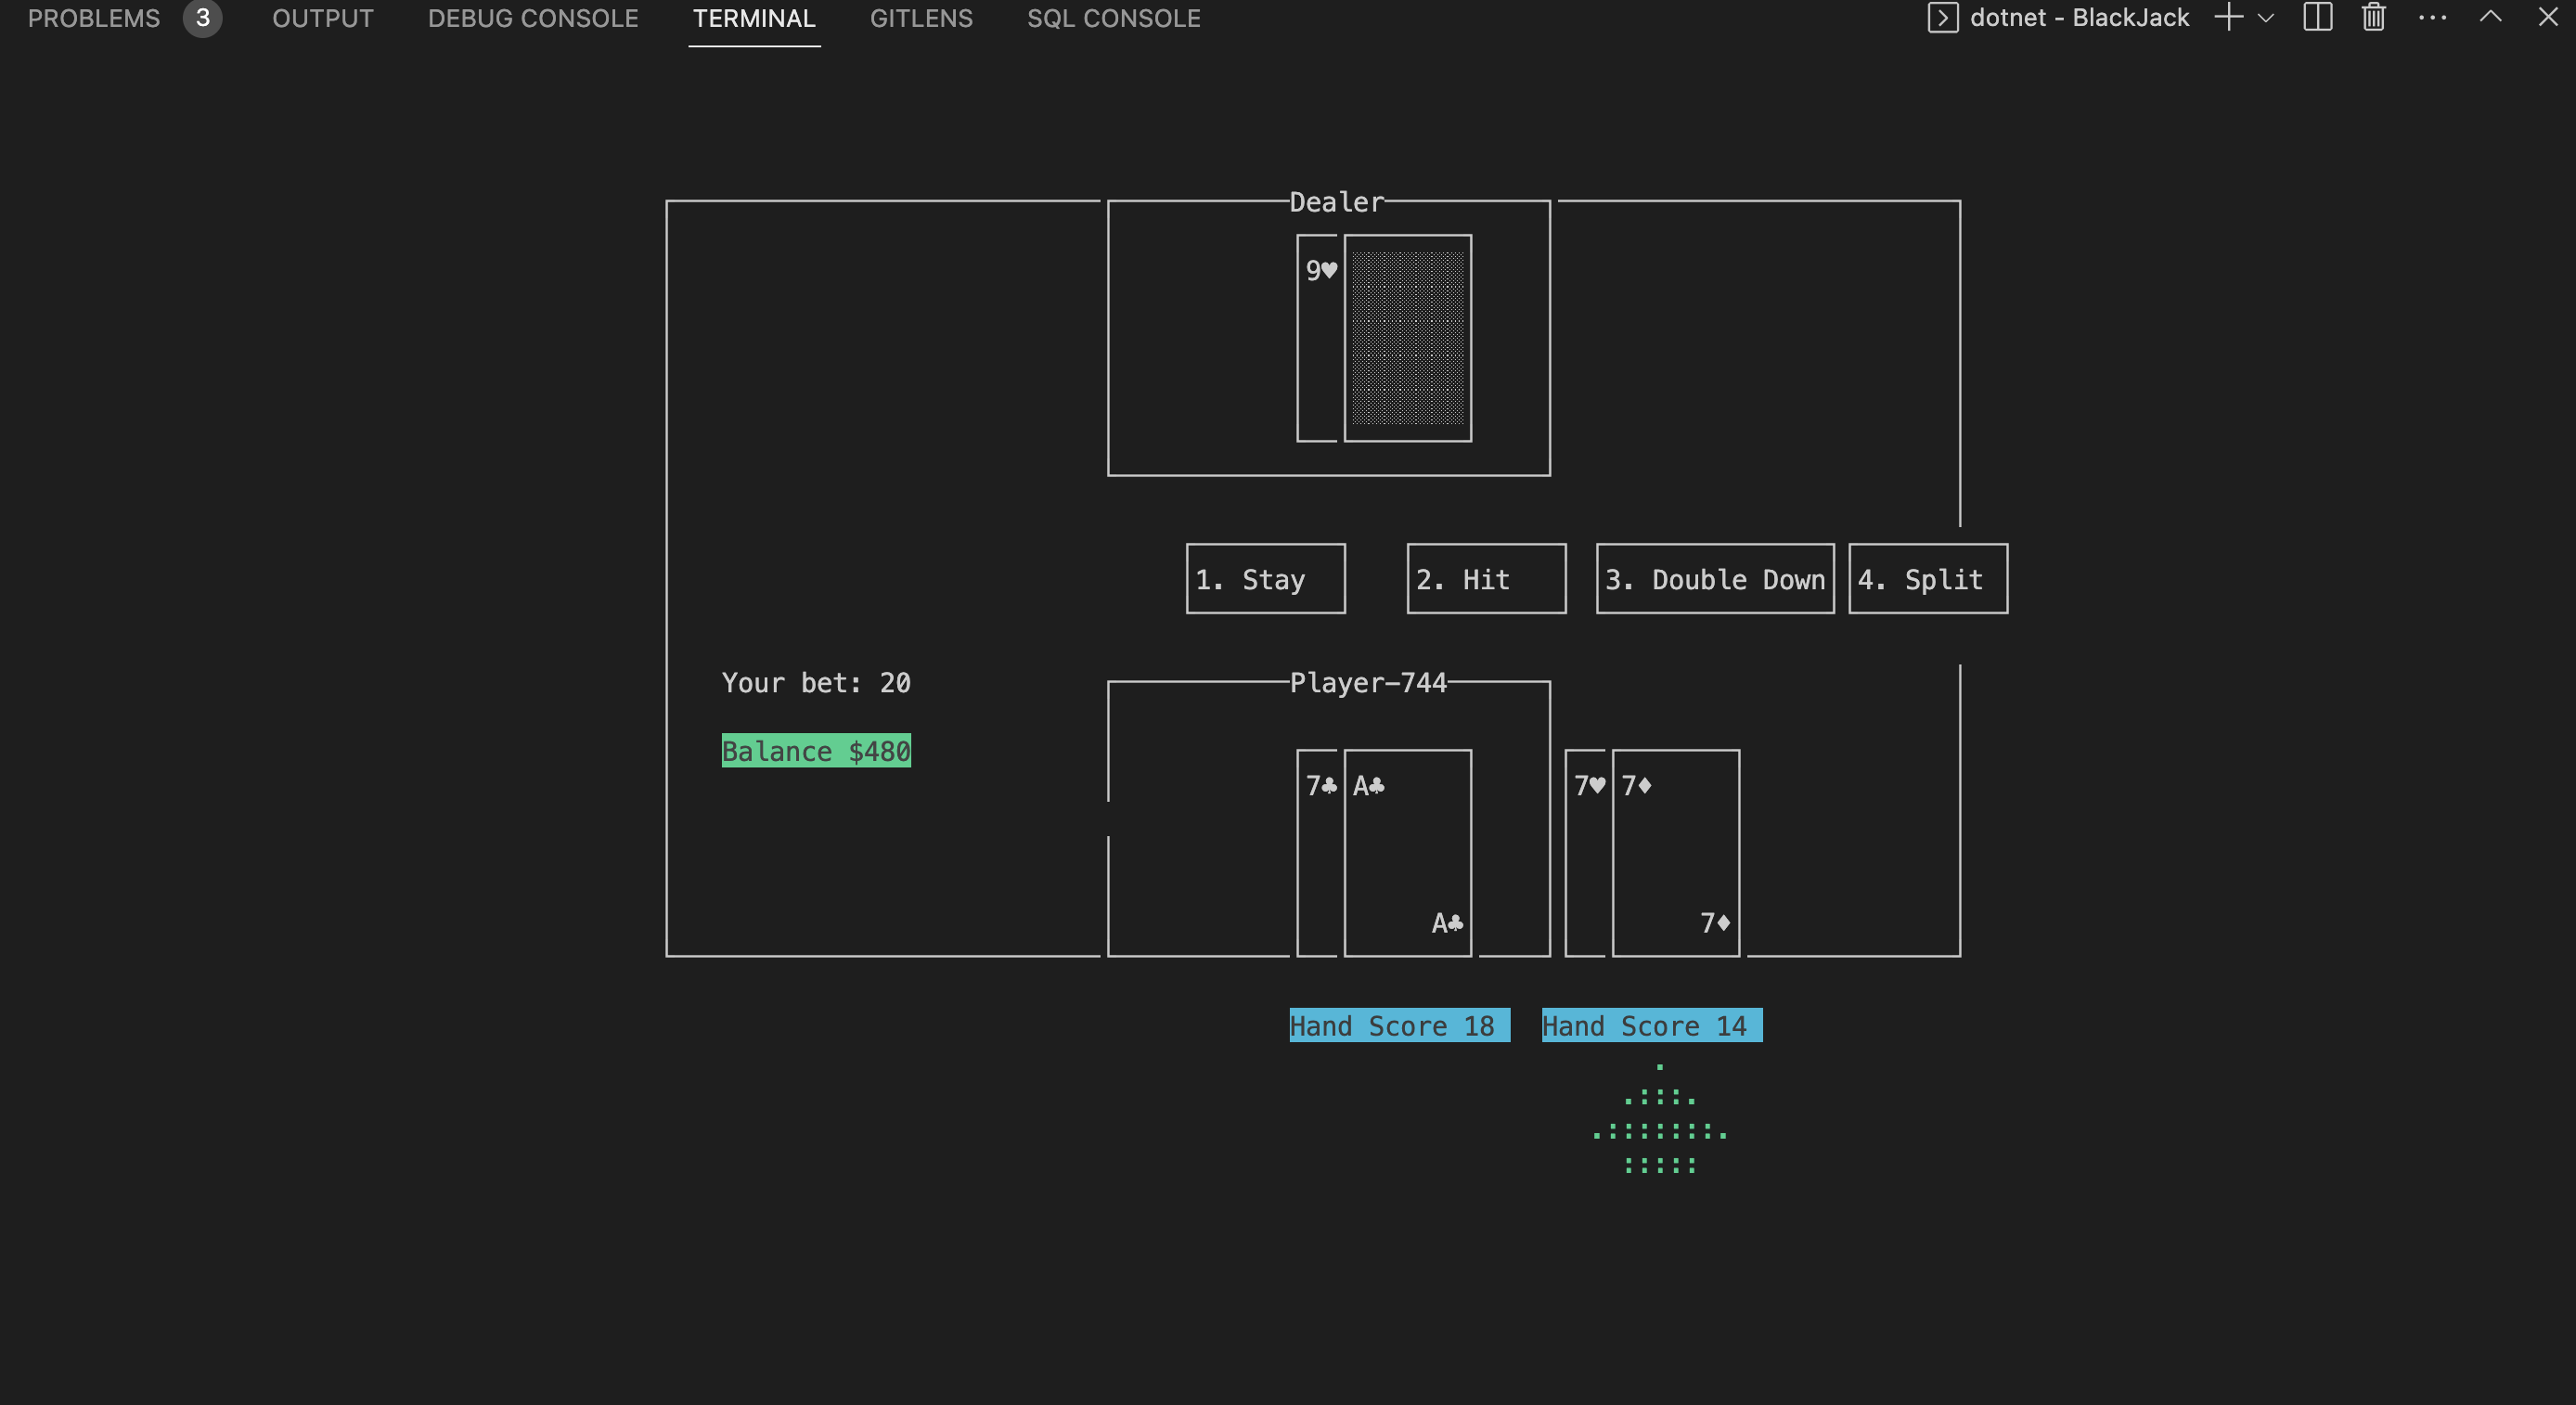 PROBLEMS 3 OUTPUT DEBUG CONSOLE TERMINAL GITLENS SQL CONSOLE dotnet - BlackJack
Dealer
9♥
1. Stay 2. Hit 3. Double Down 4. Split
Your bet: 20 Player-744
Balance $480
7♣ A♣ 7♥ 7♦
A♣ 7♦
Hand Score 18 Hand Score 14